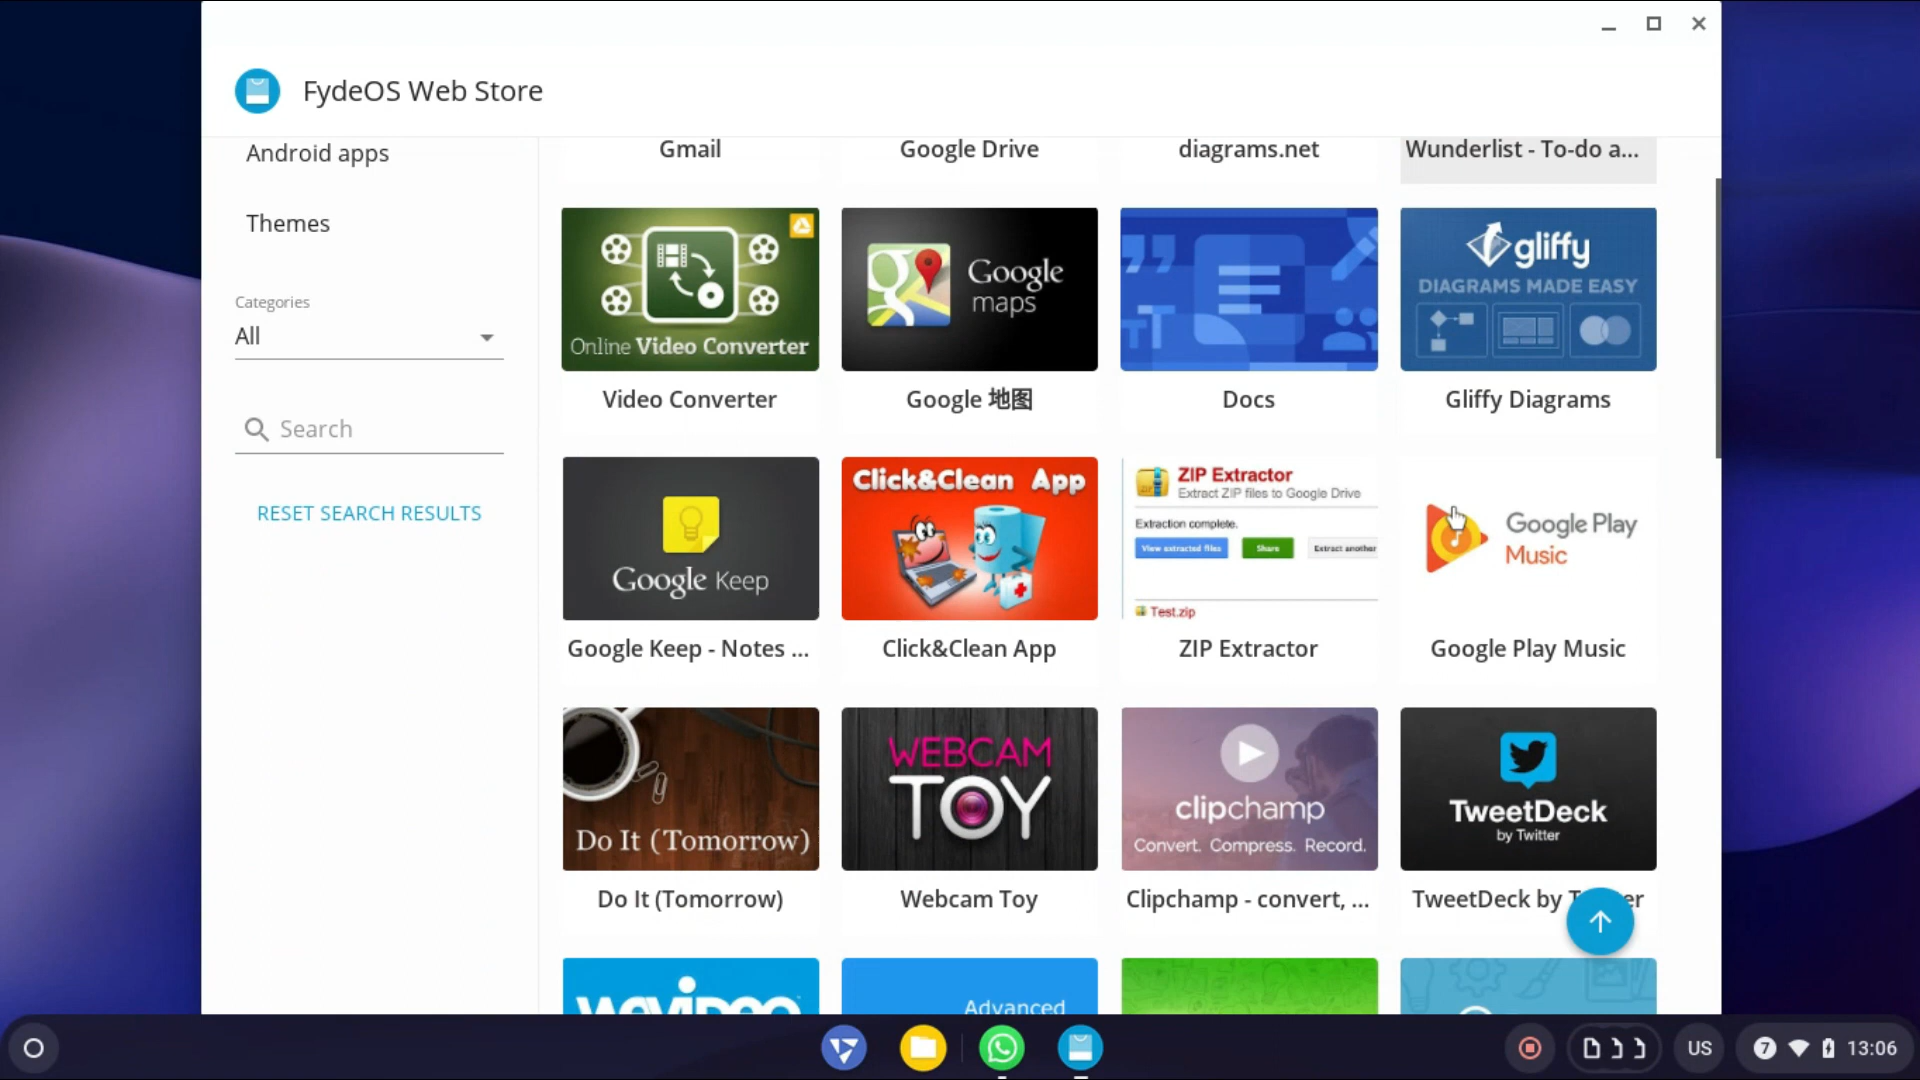 FydeOS Web Store
Android apps
Themes
Categories
All
Search
RESET SEARCH RESULTS
Gmail
Google Drive
diagrams.net
Wunderlist - To-do a...
Online Video Converter
Google
maps
gliffy
DIAGRAMS MADE EASY
Video Converter
Google 地图
Docs
Gliffy Diagrams
Google Keep
Click&Clean App
ZIP Extractor
Extract ZIP files to Google Drive
Extraction complete.
View extracted files
Share
Extract another
Test.zip
Google Play
Music
Google Keep - Notes ...
Click&Clean App
ZIP Extractor
Google Play Music
Do It (Tomorrow)
WEBCAM
TOY
clipchamp
Convert. Compress. Record.
TweetDeck
by Twitter
Do It (Tomorrow)
Webcam Toy
Clipchamp - convert, ...
TweetDeck by T er
Advanced
US
7
13:06